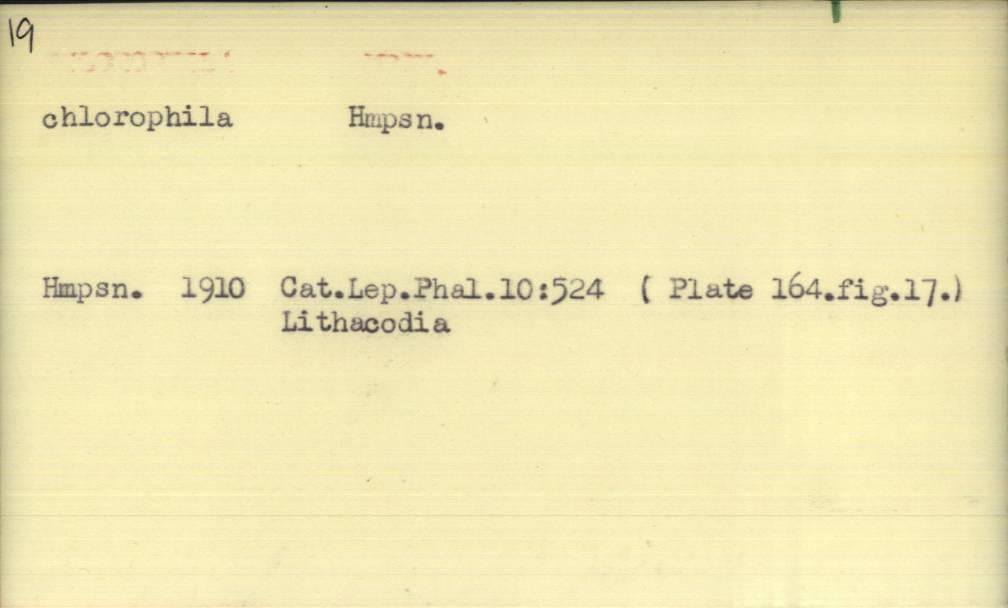 19
chlorophila Hmpsn.
Hmpsn. 1910 Cat.Lep.Phal.10:524 ( Plate 164.fig.17.)
Lithacodia